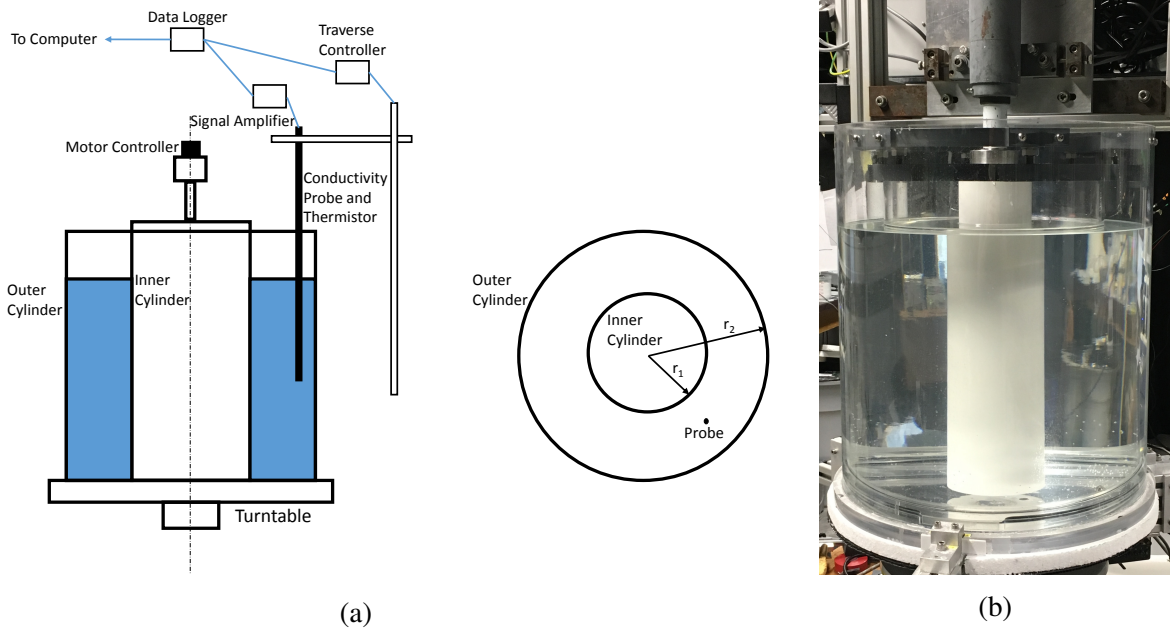 Data Logger
To Computer
Traverse
Controller
Signal Amplifier
Motor Controller
Conductivity
Probe and
Thermistor
Outer
Cylinder
Inner
Cylinder
Turntable
Outer
Cylinder
Inner
Cylinder
r2
r1
Probe
(a)
(b)